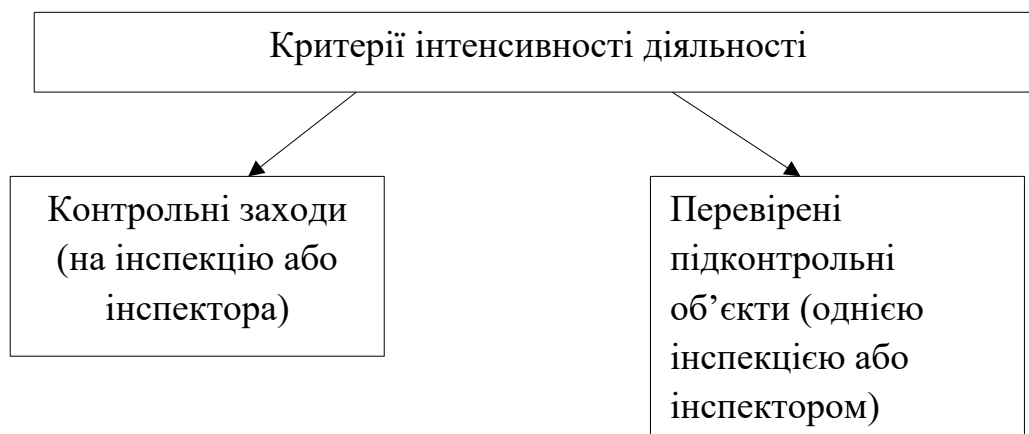 Критерії інтенсивності діяльності
Контрольні заходи
(на інспекцію або
інспектора)
Перевірені
підконтрольні
об’єкти (однією
інспекцією або
інспектором)